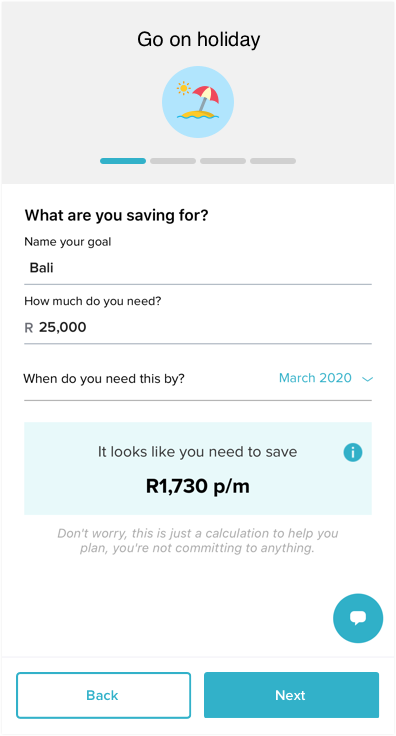 Go on holiday
What are you saving for?
Name your goal
Bali
How much do you need?
R 25,000
When do you need this by? March 2020
It looks like you need to save
R1,730 p/m
Don't worry, this is just a calculation to help you
plan, you're not committing to anything.
Back Next